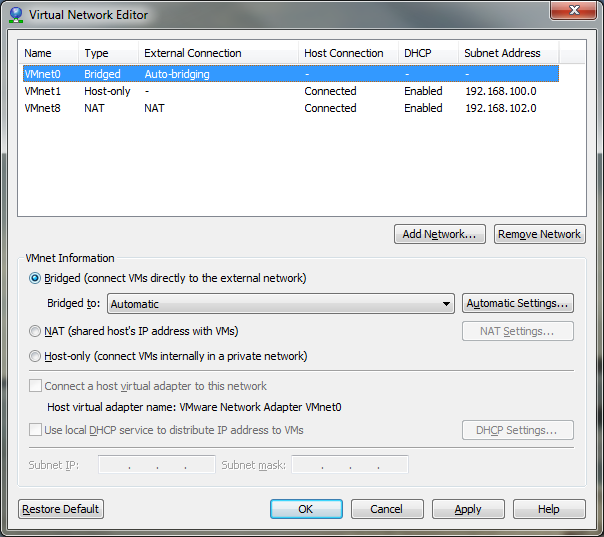 Virtual Network Editor
Name Type External Connection Host Connection DHCP Subnet Address
VMnet0 Bridged Auto-bridging - - -
VMnet1 Host-only - Connected Enabled 192.168.100.0
VMnet8 NAT NAT Connected Enabled 192.168.102.0
Add Network... Remove Network
VMnet Information
Bridged (connect VMs directly to the external network)
Bridged to: Automatic Automatic Settings...
NAT (shared host's IP address with VMs) NAT Settings...
Host-only (connect VMs internally in a private network)
Connect a host virtual adapter to this network
Host virtual adapter name: VMware Network Adapter VMnet0
Use local DHCP service to distribute IP address to VMs DHCP Settings...
Subnet IP: . . . Subnet mask: . . .
Restore Default OK Cancel Apply Help